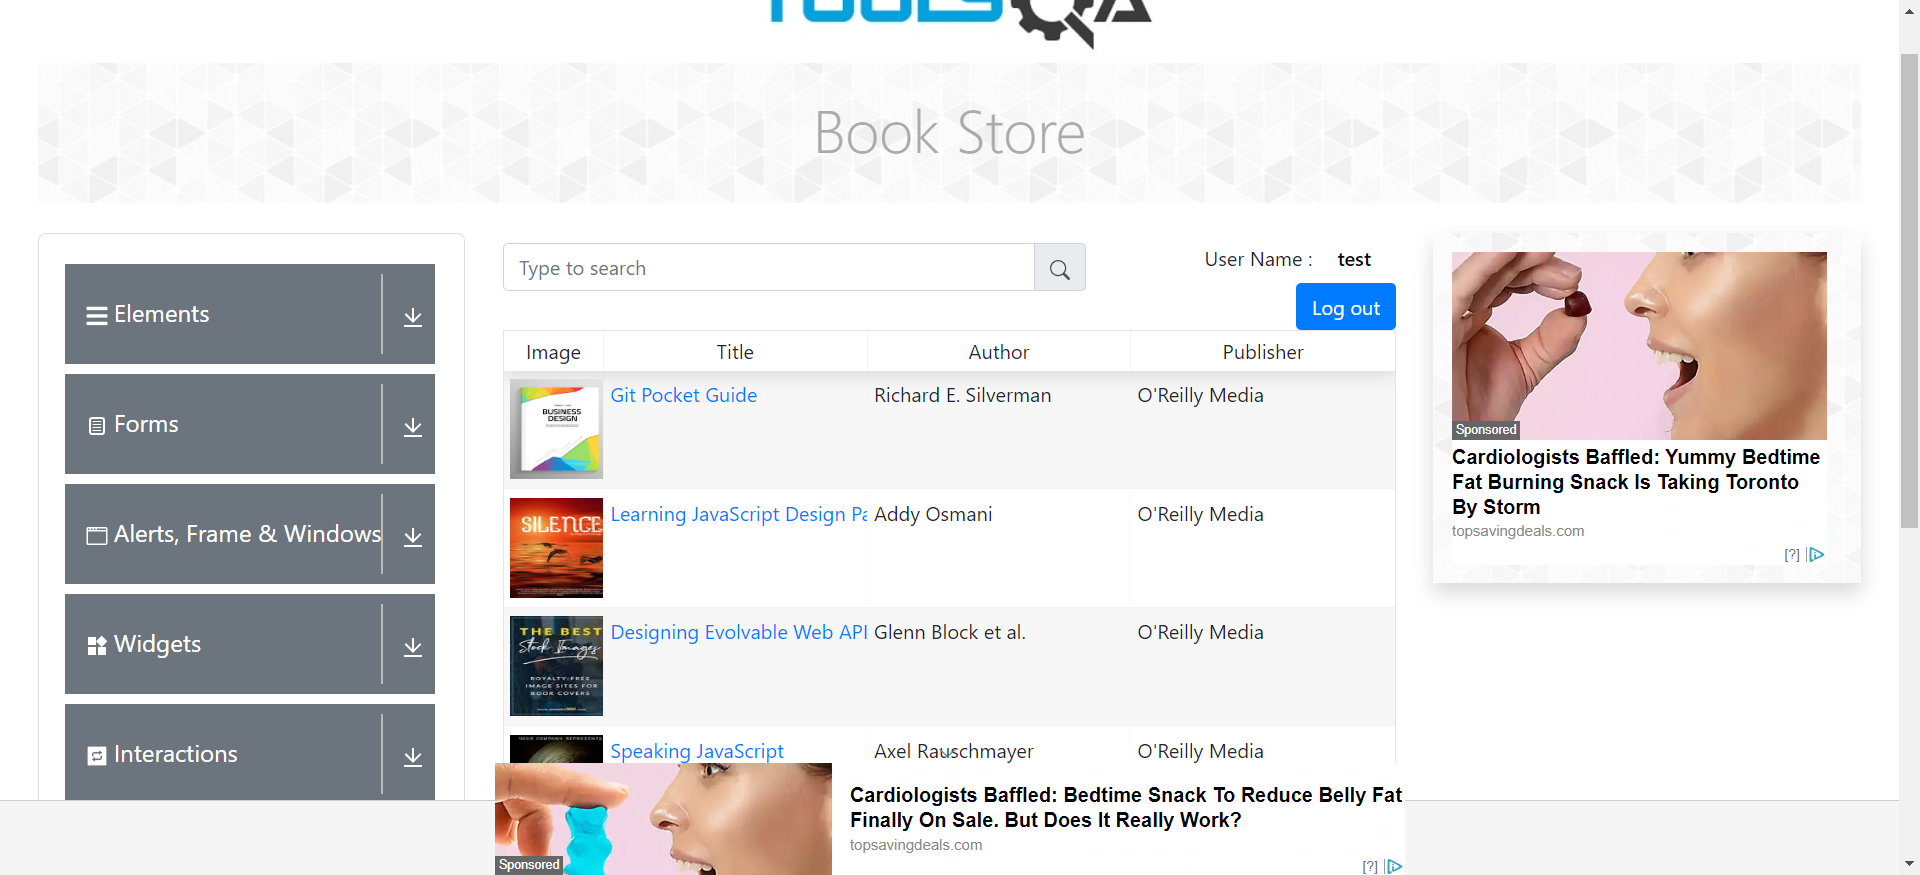 TOOLSQA
Book Store
Elements
Forms
Alerts, Frame & Windows
Widgets
Interactions
Type to search
User Name : test
Log out
Image Title Author Publisher
BUSINESS
DESIGN
Git Pocket Guide Richard E. Silverman O'Reilly Media
SILENCE
Learning JavaScript Design Pa Addy Osmani O'Reilly Media
THE BEST
Stock Images
ROYALTY-FREE
IMAGE SITES FOR
BOOK COVERS
Designing Evolvable Web API Glenn Block et al. O'Reilly Media
YOUR COMPANY REPRESENTS
Speaking JavaScript Axel Rauschmayer O'Reilly Media
Sponsored
Cardiologists Baffled: Yummy Bedtime
Fat Burning Snack Is Taking Toronto
By Storm
topsavingdeals.com
[?]
Sponsored
Cardiologists Baffled: Bedtime Snack To Reduce Belly Fat
Finally On Sale. But Does It Really Work?
topsavingdeals.com
[?]